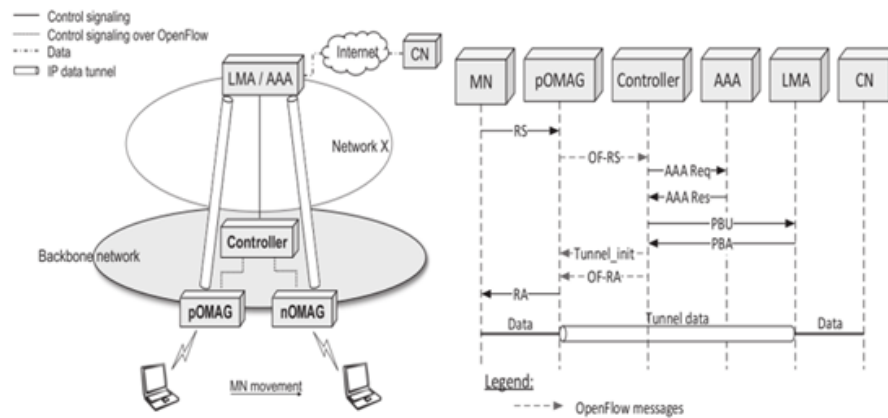 Control signaling
Control signaling over OpenFlow
Data
IP data tunnel
Internet
CN
LMA / AAA
Network X
Controller
Backbone network
pOMAG
nOMAG
MN movement
MN
pOMAG
Controller
AAA
LMA
CN
RS
OF-RS
AAA Req
AAA Res
PBU
PBA
Tunnel_init
OF-RA
RA
Data
Tunnel data
Data
Legend:
OpenFlow messages